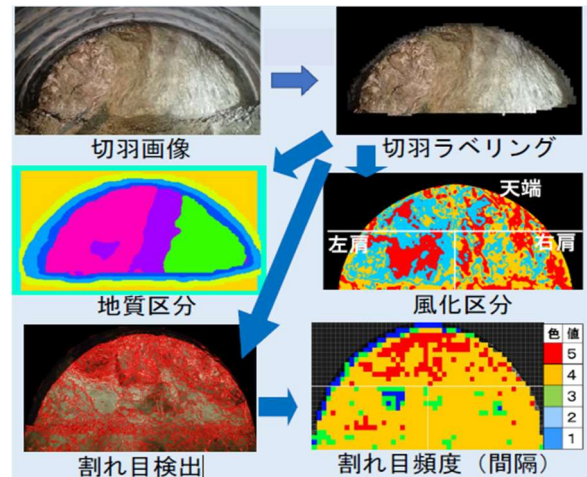 切羽画像
切羽ラベリング
天端
左肩
右肩
地質区分
風化区分
色 値
5
4
3
2
1
割れ目検出
割れ目頻度（間隔）